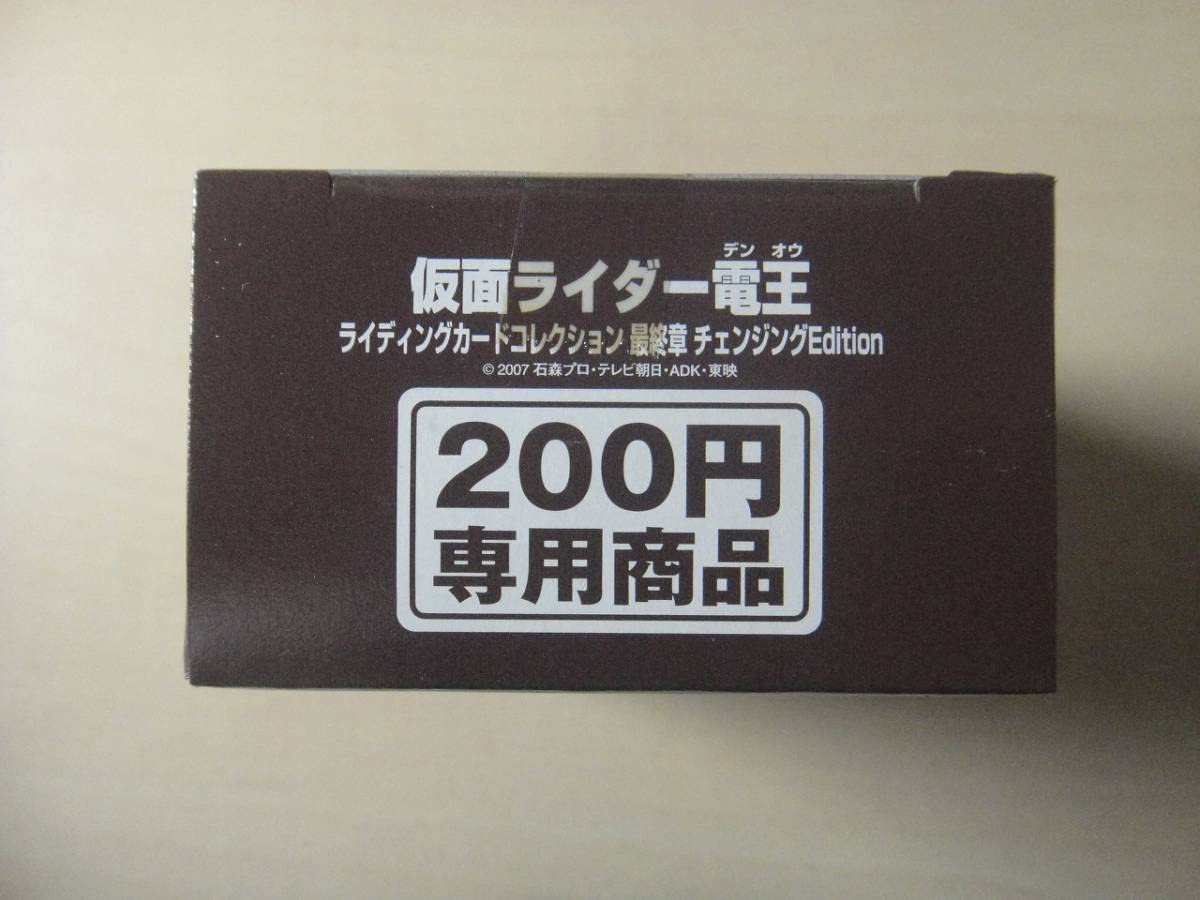 デン オウ
仮面ライダー電王
ライディングカードコレクション 最終章 チェンジングEdition
© 2007 石森プロ・テレビ朝日・ADK・東映
200円
専用商品